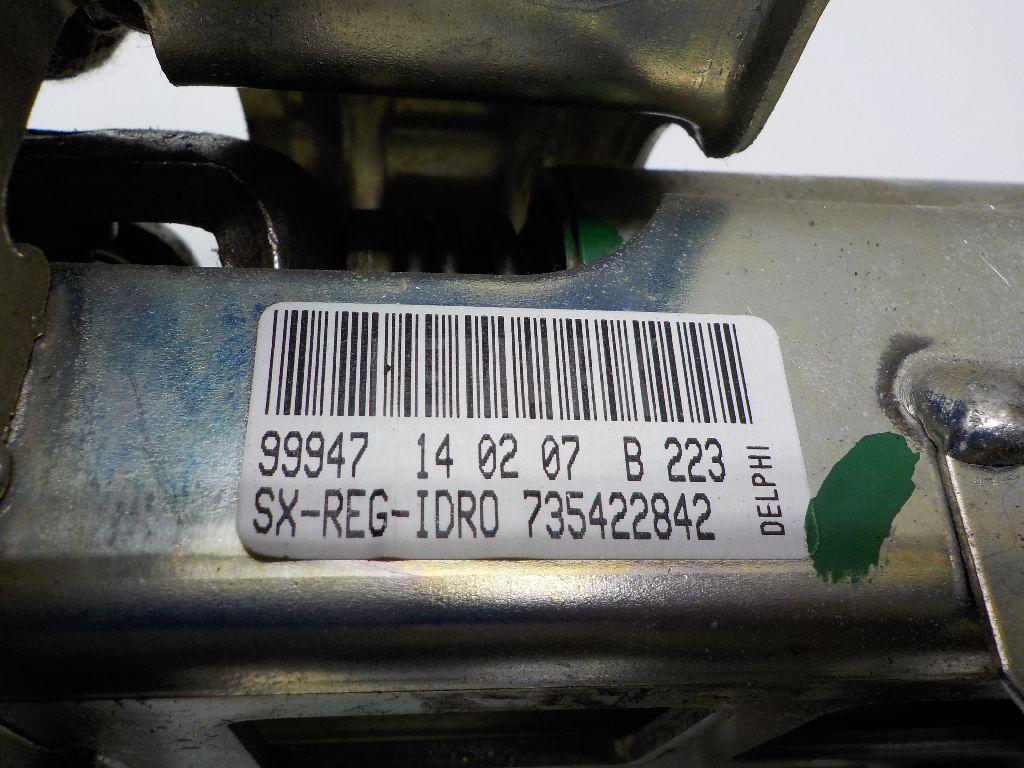 99947 14 02 07 B 223
SX-REG-IDRO 735422842
DELPHI